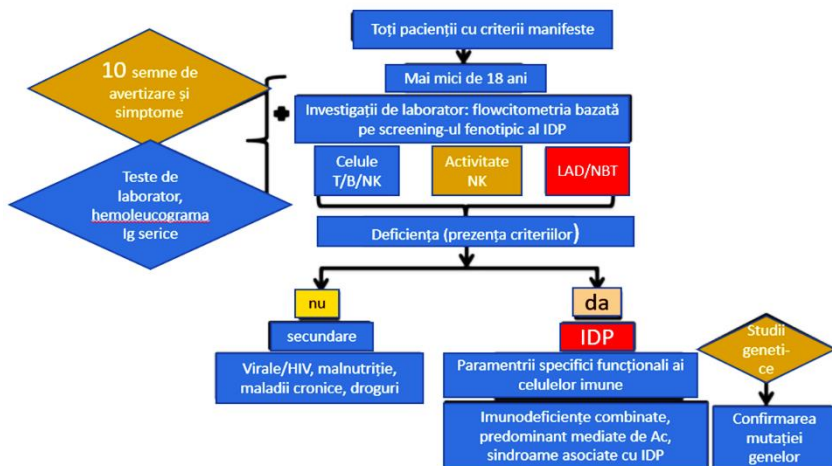 Toți pacienții cu criterii manifeste
10 semne de
avertizare și
simptome
Mai mici de 18 ani
Investigații de laborator: flowcitometria bazată
pe screening-ul fenotipic al IDP
Teste de
laborator,
hemoleucograma
Ig serice
Celule
T/B/NK
Activitate
NK
LAD/NBT
Deficiența (prezența criteriilor)
nu
da
secundare
IDP
Virale/HIV, malnutriție,
maladii cronice, droguri
Paramentrii specifici funcționali ai
celulelor imune
Imunodeficiențe combinate,
predominant mediate de Ac,
sindroame asociate cu IDP
Studii
geneti-
ce
Confirmarea
mutației
genelor